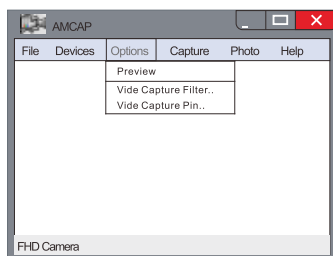 AMCAP
File Devices Options Capture Photo Help
Preview
Vide Capture Filter..
Vide Capture Pin..
FHD Camera